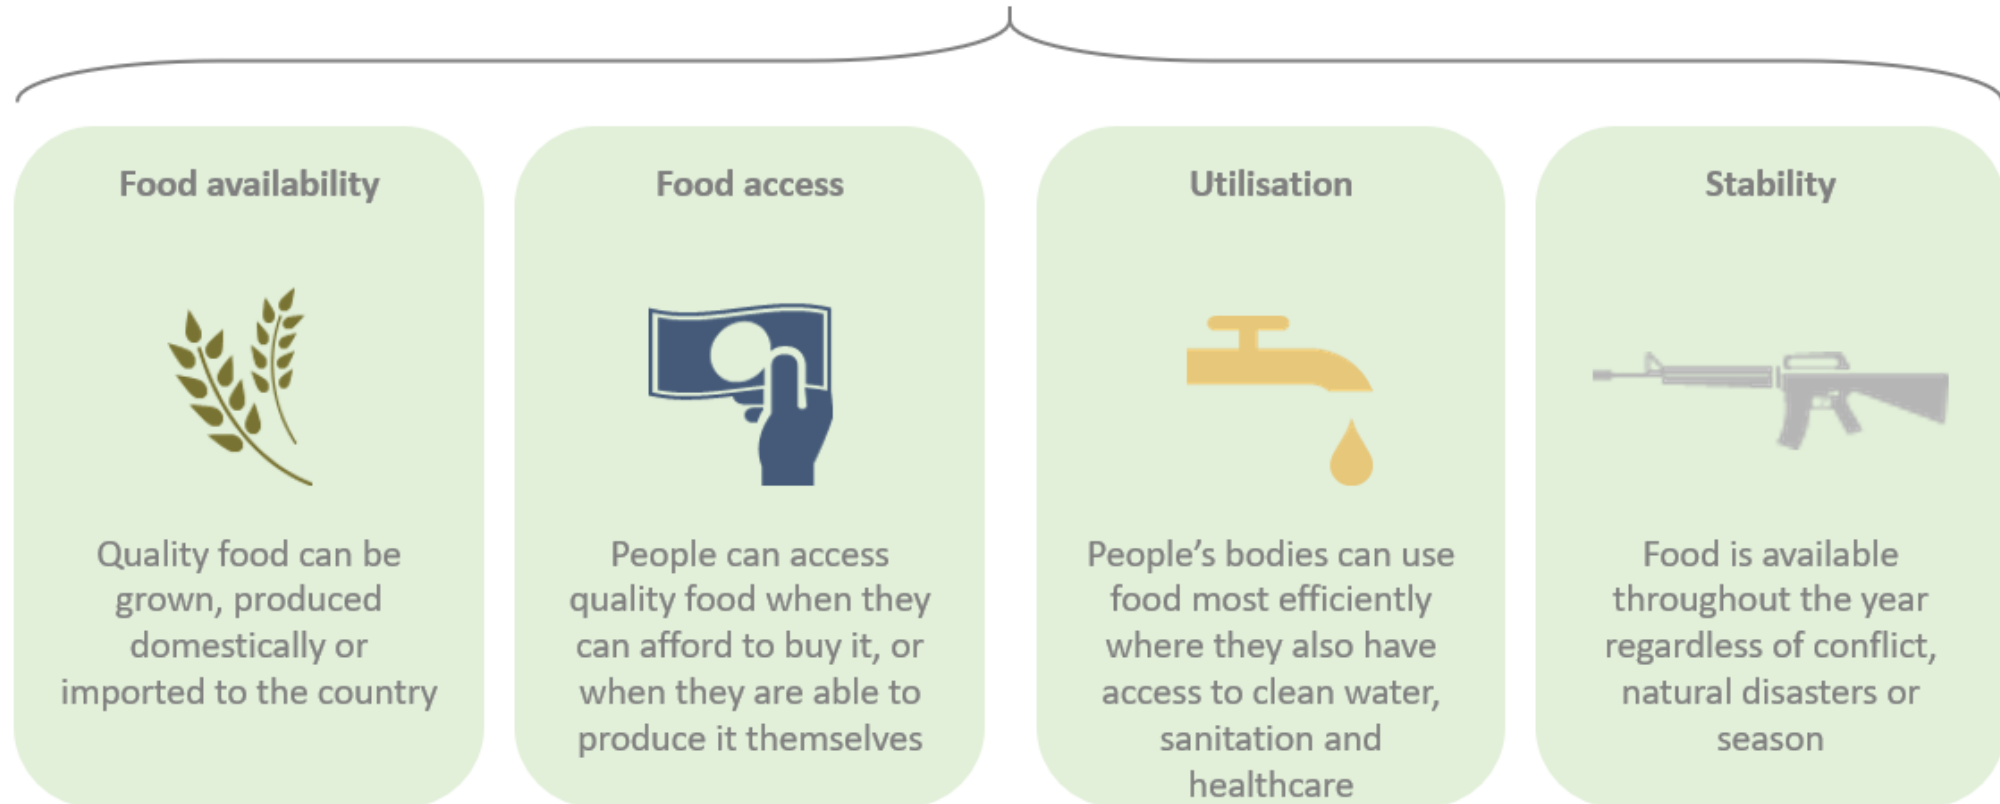 Food availability
Quality food can be
grown, produced
domestically or
imported to the country
Food access
People can access
quality food when they
can afford to buy it, or
when they are able to
produce it themselves
Utilisation
People’s bodies can use
food most efficiently
where they also have
access to clean water,
sanitation and
healthcare
Stability
Food is available
throughout the year
regardless of conflict,
natural disasters or
season